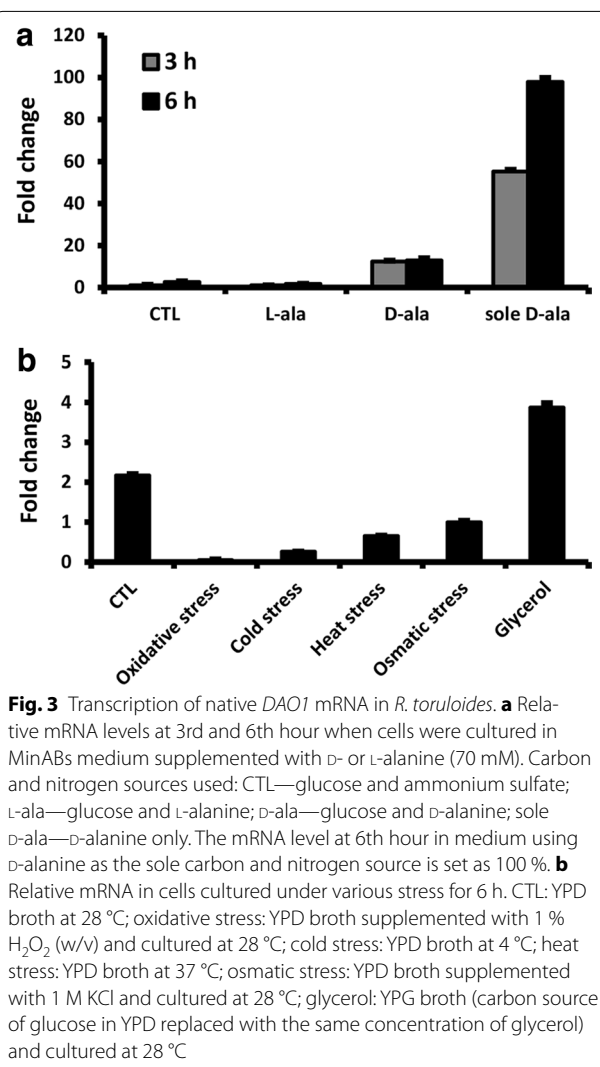 a
120
100
80
60
40
20
0
Fold change
3 h
6 h
CTL L-ala D-ala sole D-ala
b
5
4
3
2
1
0
Fold change
CTL
Oxidative stress
Cold stress
Heat stress
Osmatic stress
Glycerol
Fig. 3 Transcription of native DAO1 mRNA in R. toruloides. a Rela-
tive mRNA levels at 3rd and 6th hour when cells were cultured in
MinABs medium supplemented with D- or L-alanine (70 mM). Carbon
and nitrogen sources used: CTL—glucose and ammonium sulfate;
L-ala—glucose and L-alanine; D-ala—glucose and D-alanine; sole
D-ala—D-alanine only. The mRNA level at 6th hour in medium using
D-alanine as the sole carbon and nitrogen source is set as 100 %. b
Relative mRNA in cells cultured under various stress for 6 h. CTL: YPD
broth at 28 °C; oxidative stress: YPD broth supplemented with 1 %
H2O2 (w/v) and cultured at 28 °C; cold stress: YPD broth at 4 °C; heat
stress: YPD broth at 37 °C; osmatic stress: YPD broth supplemented
with 1 M KCl and cultured at 28 °C; glycerol: YPG broth (carbon source
of glucose in YPD replaced with the same concentration of glycerol)
and cultured at 28 °C